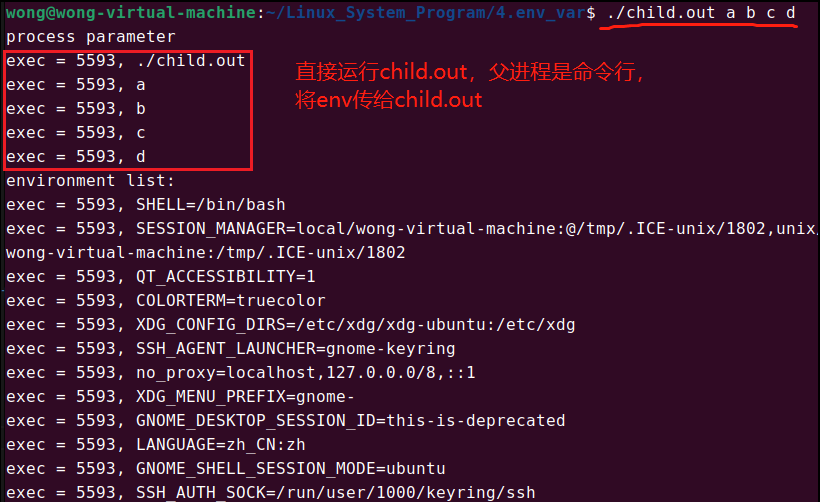 wong@wong-virtual-machine:~/Linux_System_Program/4.env_var$ ./child.out a b c d
process parameter
exec = 5593, ./child.out
exec = 5593, a
exec = 5593, b
exec = 5593, c
exec = 5593, d
直接运行child.out，父进程是命令行，
将env传给child.out
environment list:
exec = 5593, SHELL=/bin/bash
exec = 5593, SESSION_MANAGER=local/wong-virtual-machine:@/tmp/.ICE-unix/1802,unix/
wong-virtual-machine:/tmp/.ICE-unix/1802
exec = 5593, QT_ACCESSIBILITY=1
exec = 5593, COLORTERM=truecolor
exec = 5593, XDG_CONFIG_DIRS=/etc/xdg/xdg-ubuntu:/etc/xdg
exec = 5593, SSH_AGENT_LAUNCHER=gnome-keyring
exec = 5593, no_proxy=localhost,127.0.0.0/8,::1
exec = 5593, XDG_MENU_PREFIX=gnome-
exec = 5593, GNOME_DESKTOP_SESSION_ID=this-is-deprecated
exec = 5593, LANGUAGE=zh_CN:zh
exec = 5593, GNOME_SHELL_SESSION_MODE=ubuntu
exec = 5593, SSH_AUTH_SOCK=/run/user/1000/keyring/ssh